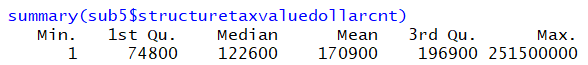 summary(sub5$structuretaxvaluedollarcnt)
Min. 1st Qu. Median Mean 3rd Qu. Max.
1 74800 122600 170900 196900 251500000